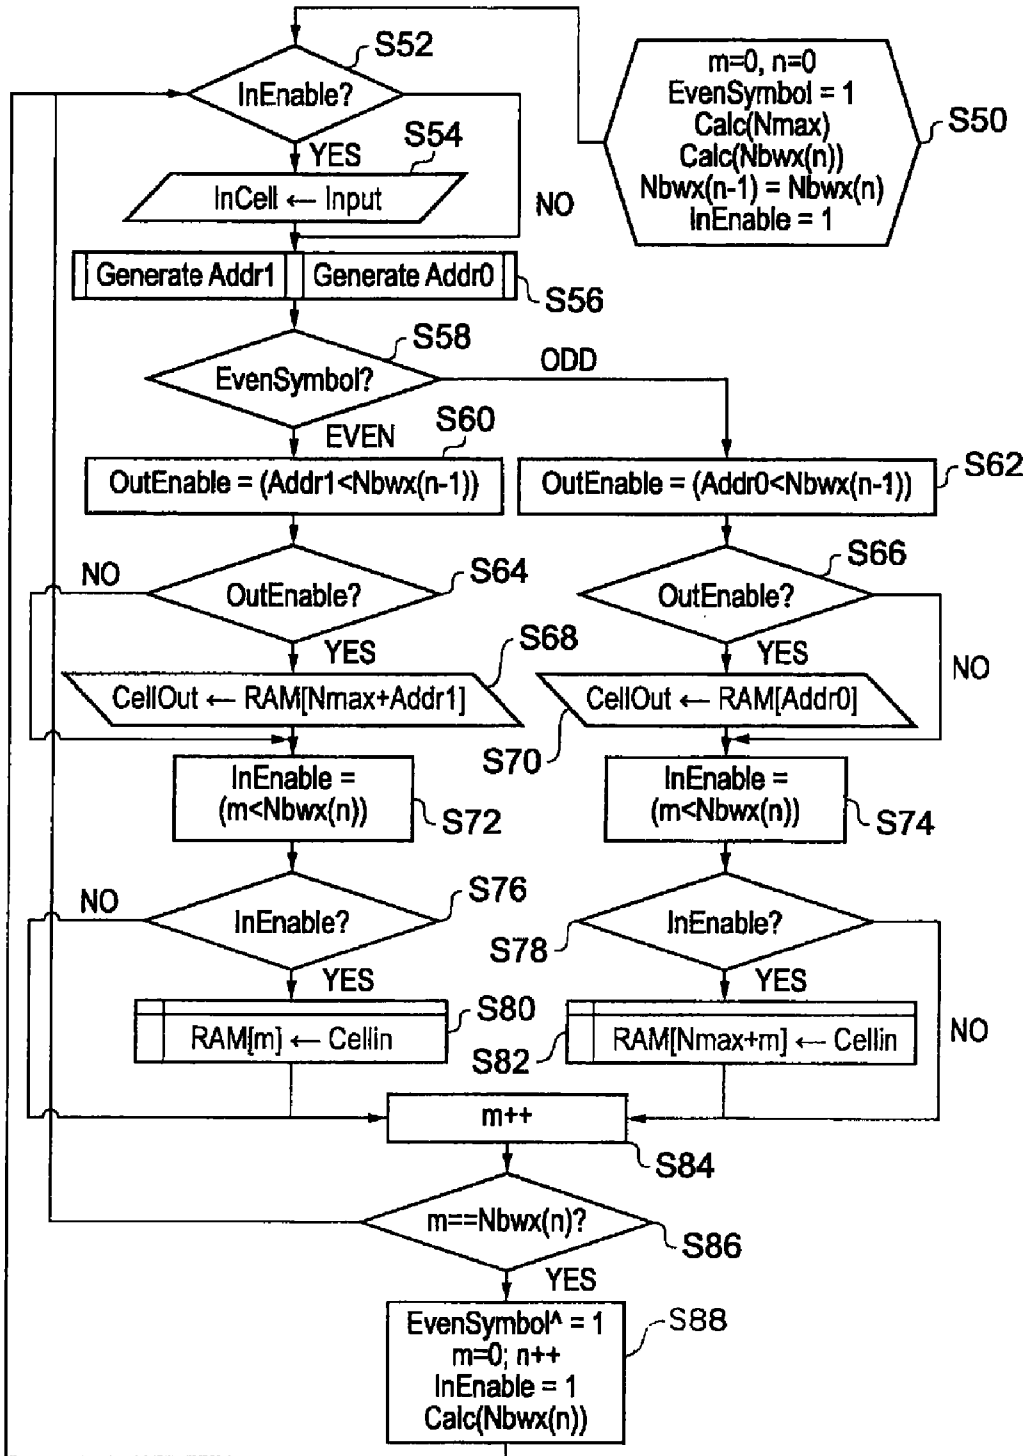 S52
InEnable?
m=0, n=0
EvenSymbol = 1
Calc(Nmax)
Calc(Nbwx(n))
Nbwx(n-1) = Nbwx(n)
InEnable = 1
S50
YES
S54
InCell ← Input
NO
Generate Addr1
Generate Addr0
S56
S58
EvenSymbol?
ODD
EVEN
S60
OutEnable = (Addr1<Nbwx(n-1))
OutEnable = (Addr0<Nbwx(n-1))
S62
NO
OutEnable?
S64
OutEnable?
S66
YES
S68
YES
NO
CellOut ← RAM[Nmax+Addr1]
CellOut ← RAM[Addr0]
S70
InEnable =
(m<Nbwx(n))
S72
InEnable =
(m<Nbwx(n))
S74
NO
InEnable?
S76
InEnable?
S78
YES
YES
RAM[m] ← Cellin
S80
RAM[Nmax+m] ← Cellin
S82
NO
m++
S84
m==Nbwx(n)?
S86
YES
EvenSymbol^ = 1
m=0; n++
InEnable = 1
Calc(Nbwx(n))
S88